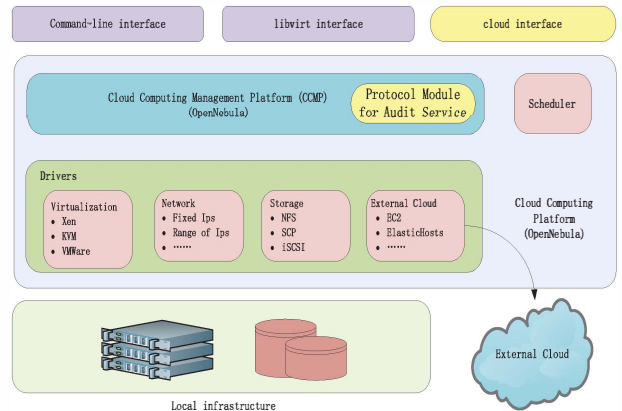 Command-line interface
libvirt interface
cloud interface
Cloud Computing Management Platform (CCMP)
(OpenNebula)
Protocol Module
for Audit Service
Scheduler
Drivers
Virtualization
• Xen
• KVM
• VMWare
Network
• Fixed Ips
• Range of Ips
• ……
Storage
• NFS
• SCP
• iSCSI
External Cloud
• EC2
• ElasticHosts
• ……
Cloud Computing
Platform
(OpenNebula)
External Cloud
Local infrastructure